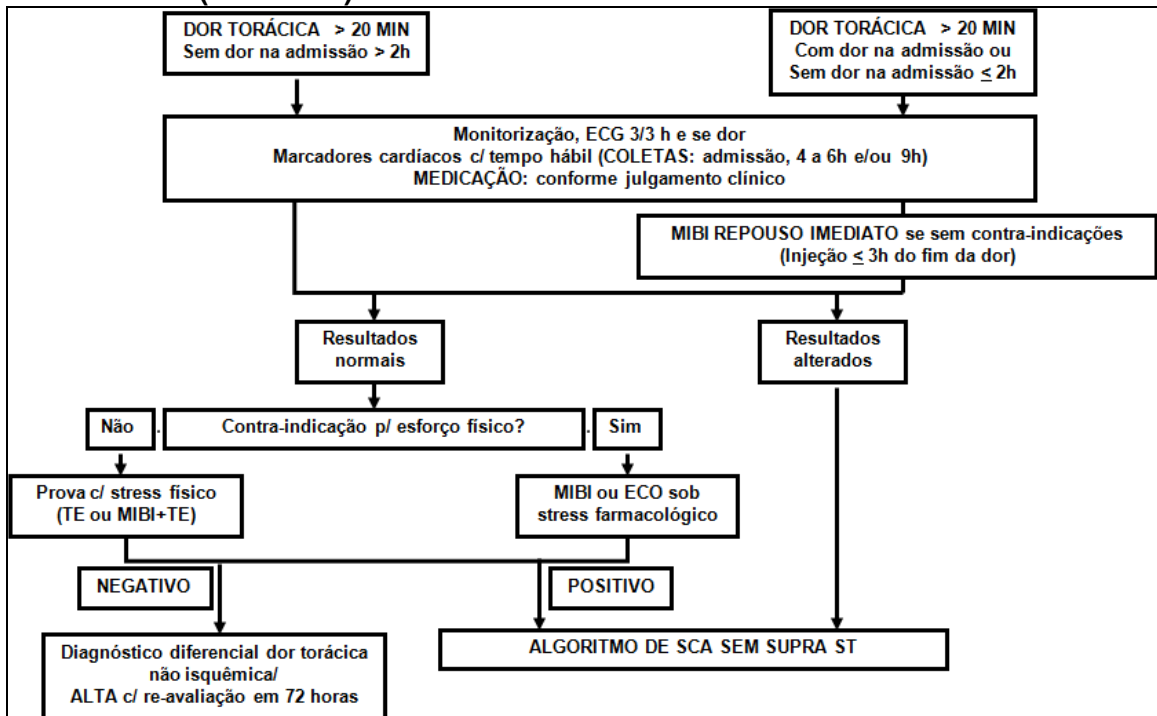 DOR TORÁCICA > 20 MIN
Sem dor na admissão > 2h
DOR TORÁCICA > 20 MIN
Com dor na admissão ou
Sem dor na admissão ≤ 2h
Monitorização, ECG 3/3 h e se dor
Marcadores cardíacos c/ tempo hábil (COLETAS: admissão, 4 a 6h e/ou 9h)
MEDICAÇÃO: conforme julgamento clínico
MIBI REPOUSO IMEDIATO se sem contra-indicações
(Injeção ≤ 3h do fim da dor)
Resultados
normais
Resultados
alterados
Não
Contra-indicação p/ esforço físico?
Sim
Prova c/ stress físico
(TE ou MIBI+TE)
MIBI ou ECO sob
stress farmacológico
NEGATIVO
POSITIVO
Diagnóstico diferencial dor torácica
não isquêmica/
ALTA c/ re-avaliação em 72 horas
ALGORITMO DE SCA SEM SUPRA ST